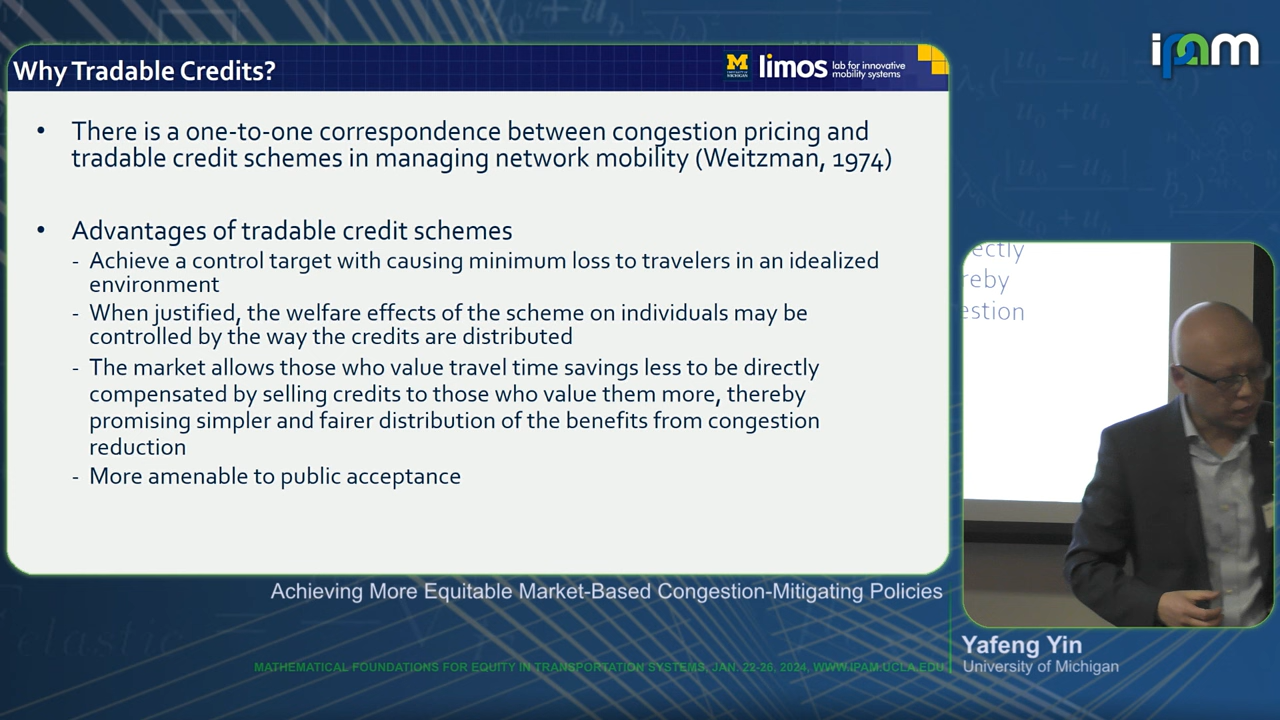 ipam
Why Tradable Credits?
M
limos lab for innovative
mobility systems
• There is a one-to-one correspondence between congestion pricing and
tradable credit schemes in managing network mobility (Weitzman, 1974)
• Advantages of tradable credit schemes
- Achieve a control target with causing minimum loss to travelers in an idealized
environment
- When justified, the welfare effects of the scheme on individuals may be
controlled by the way the credits are distributed
- The market allows those who value travel time savings less to be directly
compensated by selling credits to those who value them more, thereby
promising simpler and fairer distribution of the benefits from congestion
reduction
- More amenable to public acceptance
ectly
reby
estion
Achieving More Equitable Market-Based Congestion-Mitigating Policies
Yafeng Yin
University of Michigan
MATHEMATICAL FOUNDATIONS FOR EQUITY IN TRANSPORTATION SYSTEMS, JAN. 22-26, 2024, WWW.IPAM.UCLA.EDU
elastic